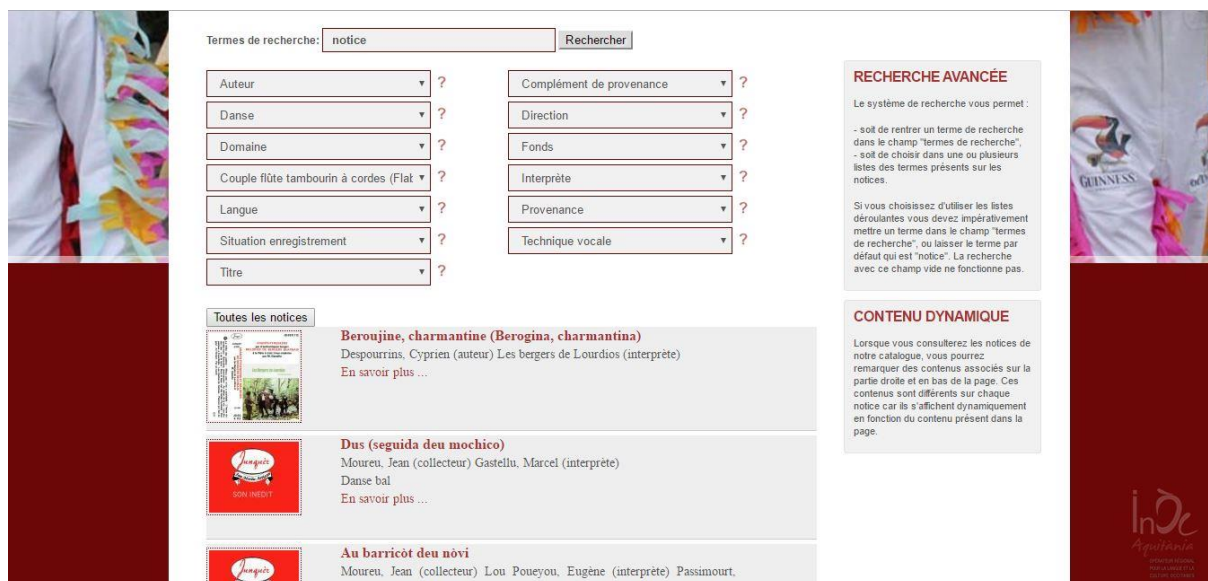 Termes de recherche: notice Rechercher
Auteur ?
Complément de provenance ?
Danse ?
Direction ?
Domaine ?
Fonds ?
Couple flûte tambourin à cordes (Flab ?
Interprète ?
Langue ?
Provenance ?
Situation enregistrement ?
Technique vocale ?
Titre ?
Toutes les notices
Beroujine, charmantine (Berogina, charmantina)
Despourrins, Cyprien (auteur) Les bergers de Lourdios (interprète)
En savoir plus ...
Junqué
SON INÉDIT
Dus (seguida deu mochico)
Moureu, Jean (collecteur) Gastellu, Marcel (interprète)
Danse bal
En savoir plus ...
Junqué
Au barricòt deu nòvi
Moureu, Jean (collecteur) Lou Poueyou, Eugène (interprète) Passimourt,
RECHERCHE AVANCÉE
Le système de recherche vous permet :
- soit de rentrer un terme de recherche
dans le champ "termes de recherche",
- soit de choisir dans une ou plusieurs
listes des termes présents sur les
notices.
Si vous choisissez d'utiliser les listes
déroulantes vous devez impérativement
mettre un terme dans le champ "termes
de recherche", ou laisser le terme par
défaut qui est "notice". La recherche
avec ce champ vide ne fonctionne pas.
CONTENU DYNAMIQUE
Lorsque vous consulterez les notices de
notre catalogue, vous pourrez
remarquer des contenus associés sur la
partie droite et en bas de la page. Ces
contenus sont différents sur chaque
notice car ils s'affichent dynamiquement
en fonction du contenu présent dans la
page.
GUINNESS
InÒc
Aquitània